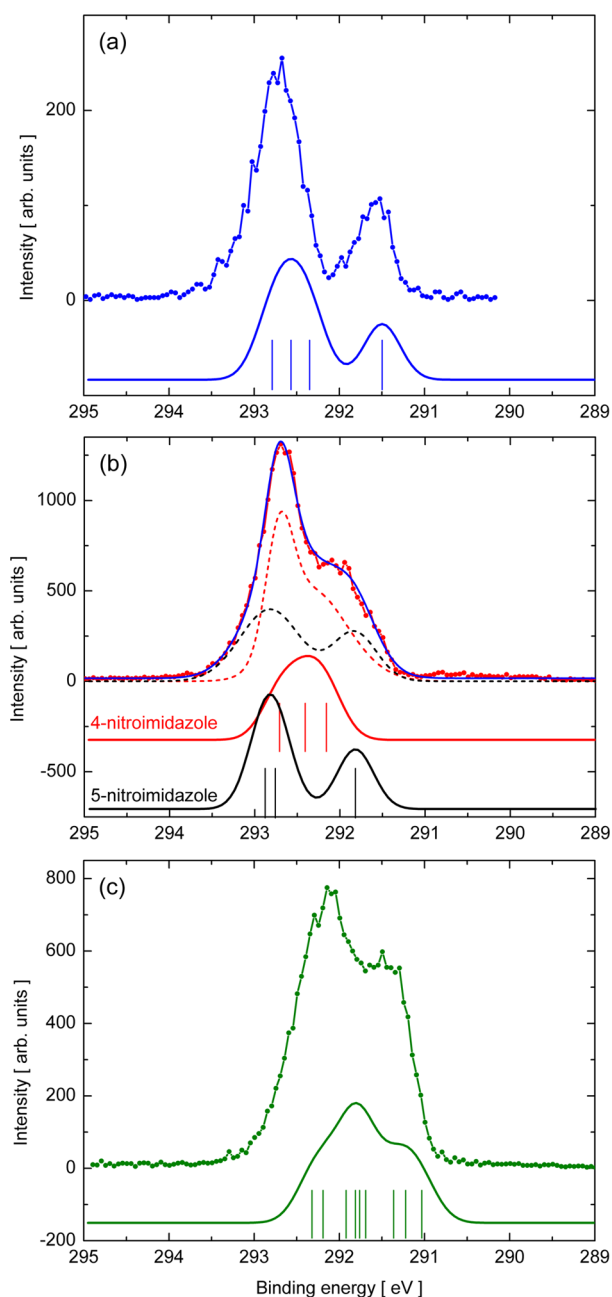 (a)
Intensity [ arb. units ]
200
0
295 294 293 292 291 290 289
(b)
Intensity [ arb. units ]
1000
500
0
-500
4-nitroimidazole
5-nitroimidazole
295 294 293 292 291 290 289
(c)
Intensity [ arb. units ]
800
600
400
200
0
-200
295 294 293 292 291 290 289
Binding energy [ eV ]